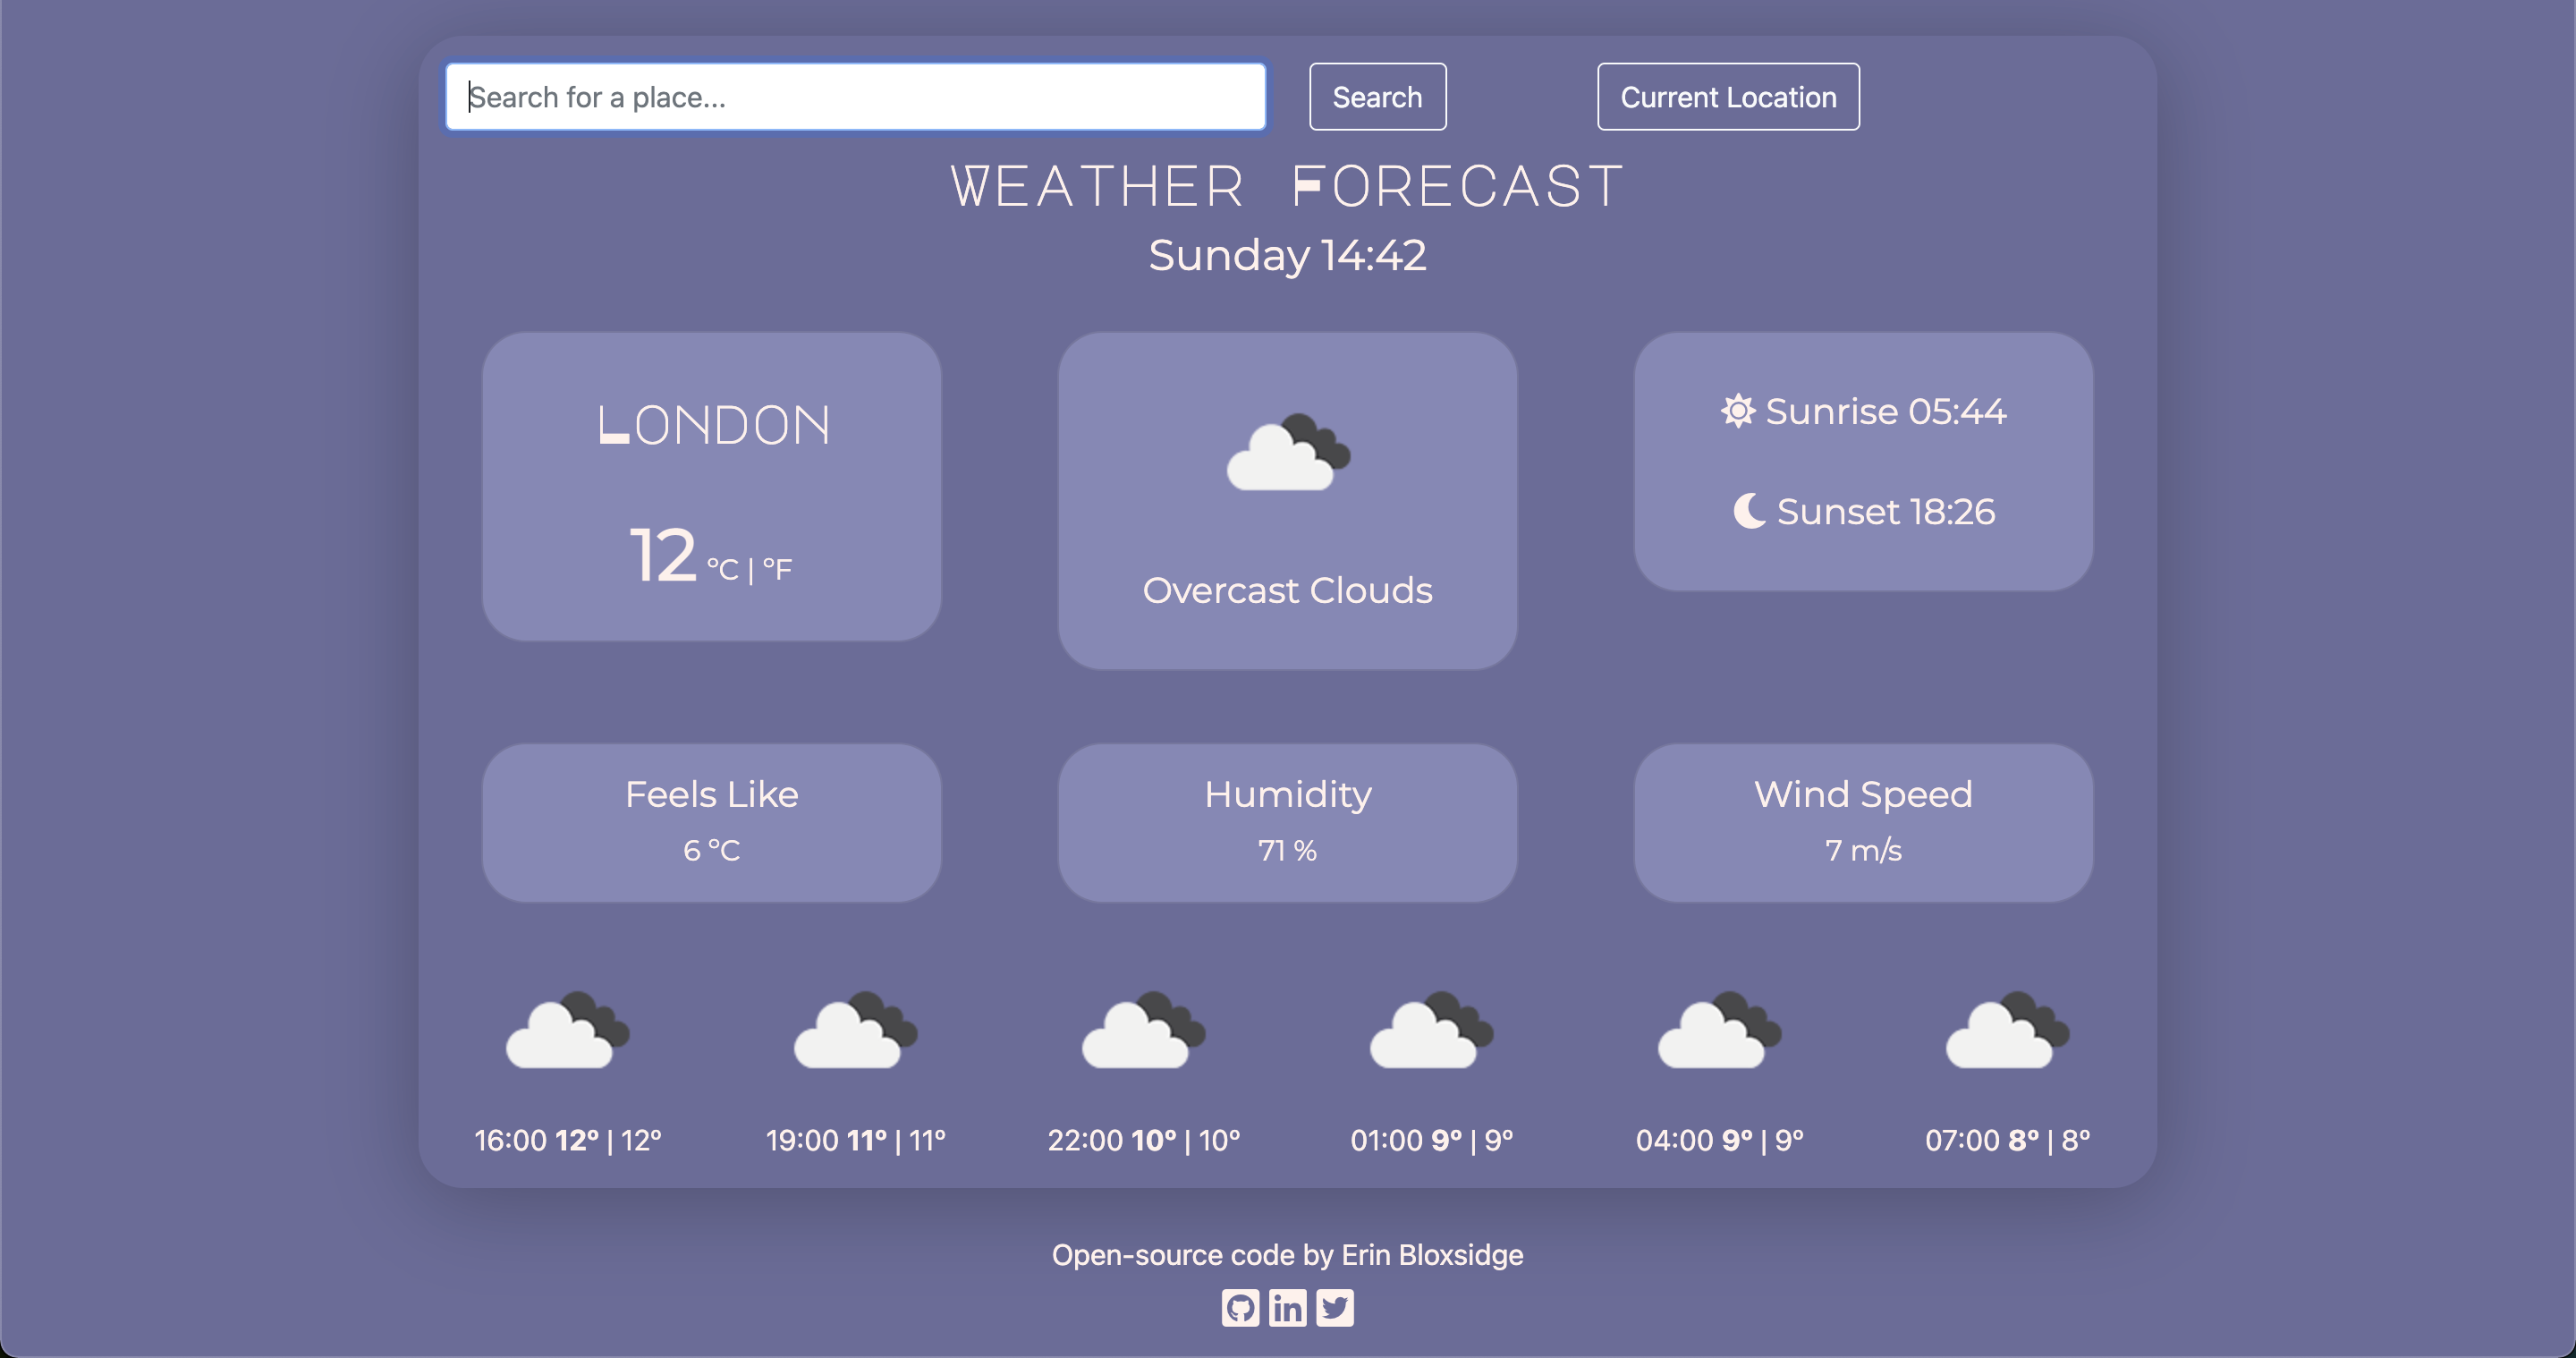 Search for a place...
Search
Current Location
Weather Forecast
Sunday 14:42
London
12 °C | °F
Overcast Clouds
Sunrise 05:44
Sunset 18:26
Feels Like
6 °C
Humidity
71 %
Wind Speed
7 m/s
16:00 12° | 12°
19:00 11° | 11°
22:00 10° | 10°
01:00 9° | 9°
04:00 9° | 9°
07:00 8° | 8°
Open-source code by Erin Bloxsidge
in